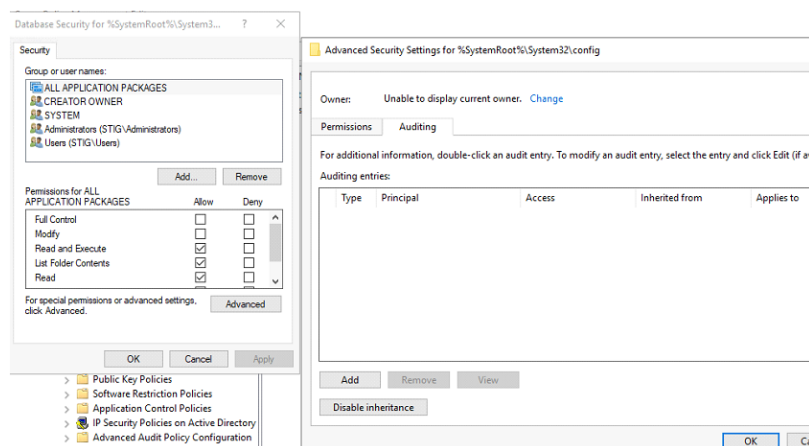 Database Security for %SystemRoot%\System3... ? ×
Security
Group or user names:
ALL APPLICATION PACKAGES
CREATOR OWNER
SYSTEM
Administrators (STIG\Administrators)
Users (STIG\Users)
Add... Remove
Permissions for ALL
APPLICATION PACKAGES Allow Deny
Full Control
Modify
Read and Execute
List Folder Contents
Read
For special permissions or advanced settings,
click Advanced.
Advanced
OK Cancel Apply
Public Key Policies
Software Restriction Policies
Application Control Policies
IP Security Policies on Active Directory
Advanced Audit Policy Configuration
Advanced Security Settings for %SystemRoot%\System32\config
Owner: Unable to display current owner. Change
Permissions Auditing
For additional information, double-click an audit entry. To modify an audit entry, select the entry and click Edit (if
Auditing entries:
Type Principal Access Inherited from Applies to
Add Remove View
Disable inheritance
OK